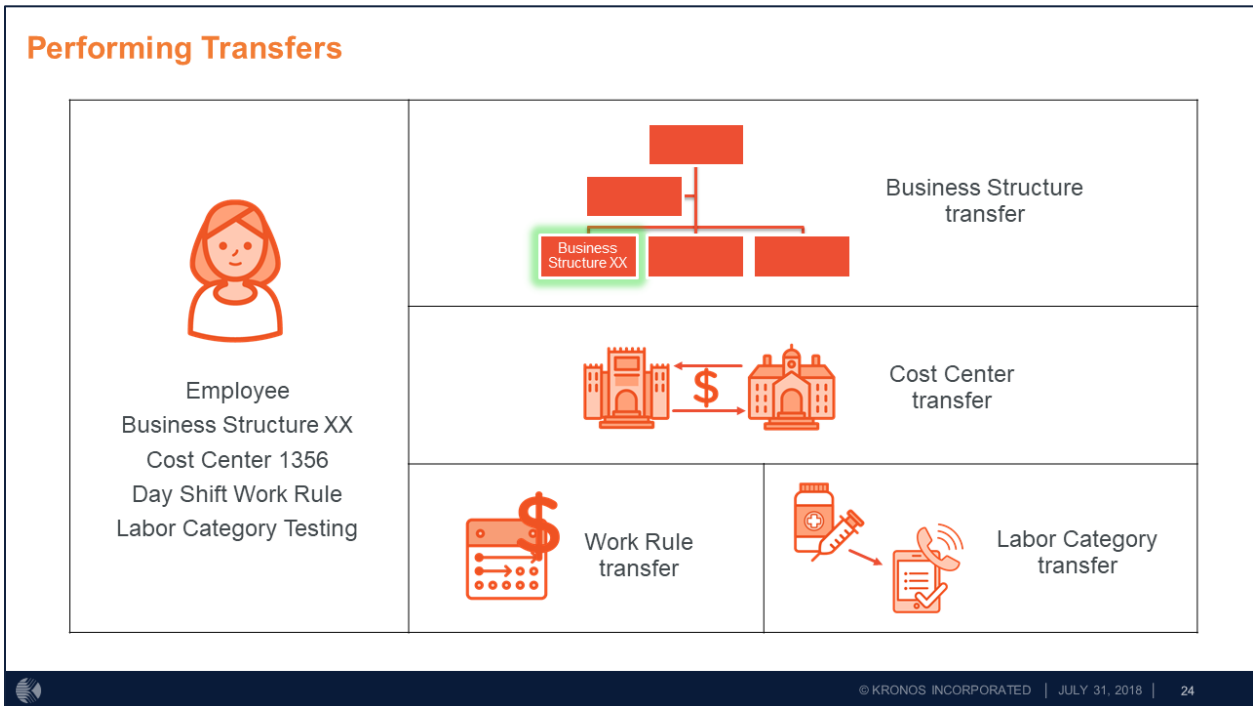 Performing Transfers
Employee
Business Structure XX
Cost Center 1356
Day Shift Work Rule
Labor Category Testing
Business
Structure XX
Business Structure
transfer
$
Cost Center
transfer
$
Work Rule
transfer
Labor Category
transfer
© KRONOS INCORPORATED | JULY 31, 2018 | 24